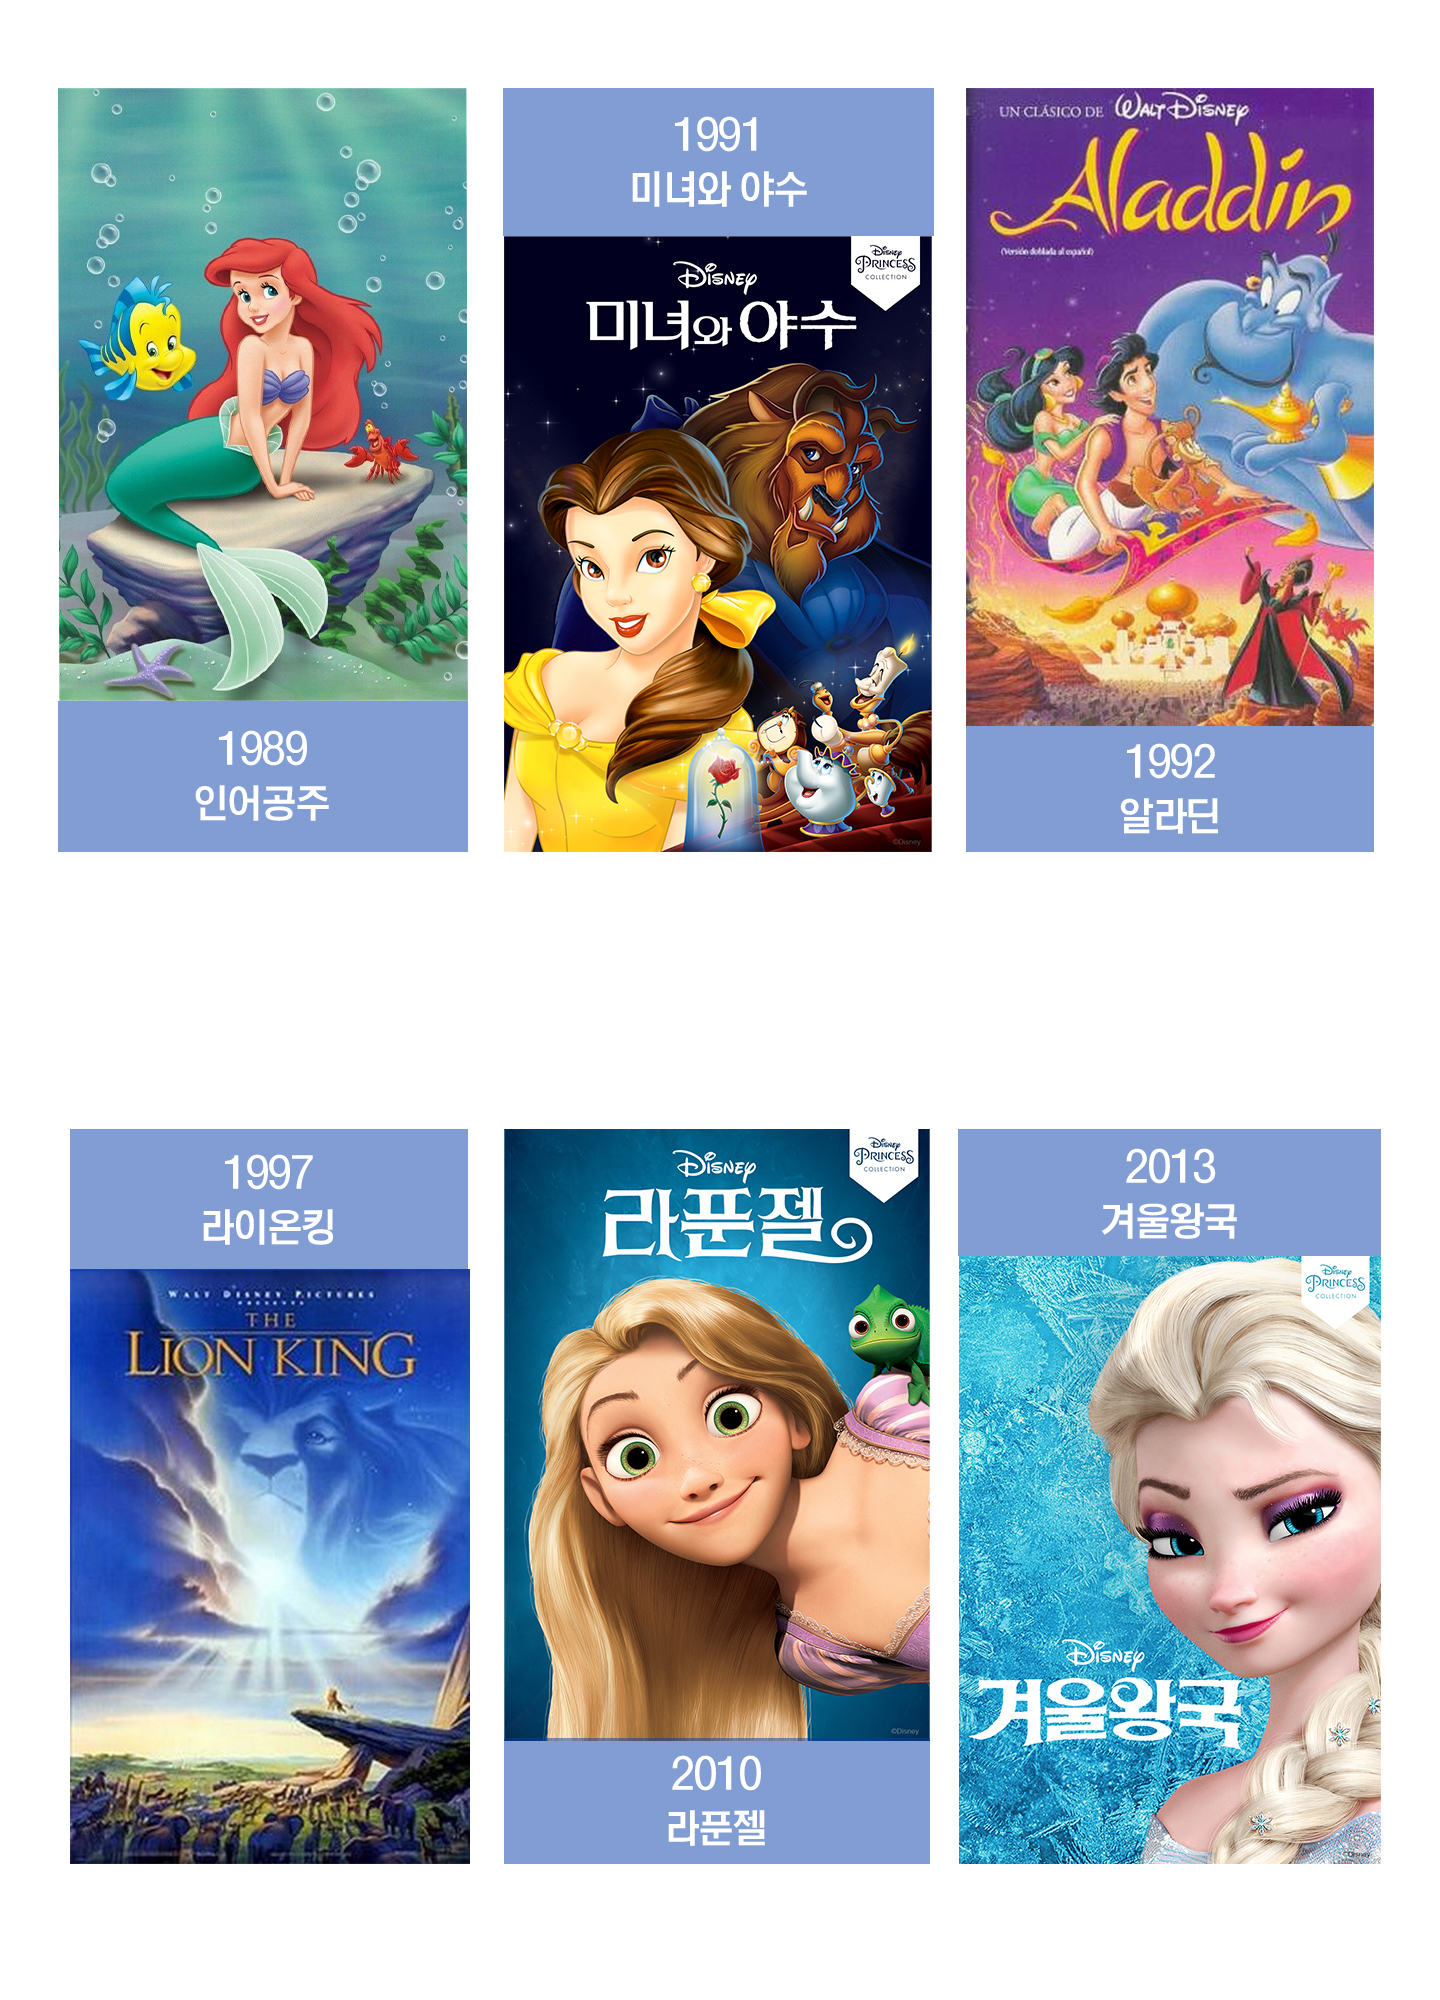 1989
인어공주
1991
미녀와 야수
Disney
미녀와 야수
Disney
PRINCESS
COLLECTION
©Disney
UN CLÁSICO DE WALT DISNEY
Aladdin
(Versión doblada al español)
1992
알라딘
1997
라이온킹
WALT DISNEY PICTURES
PRESENTS
THE
LION KING
Disney
라푼젤
Disney
PRINCESS
COLLECTION
©Disney
2010
라푼젤
2013
겨울왕국
Disney
PRINCESS
COLLECTION
Disney
겨울왕국
©Disney